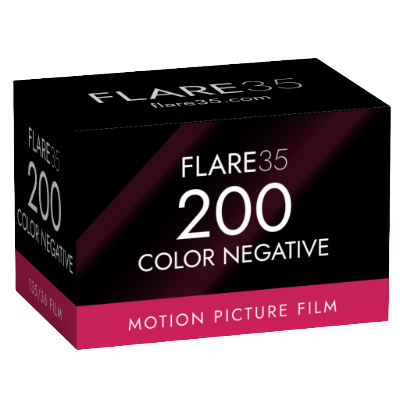 FLARE35
flare35.com
FLARE35
200
COLOR NEGATIVE
MOTION PICTURE FILM
FLARE35
200
COLOR NEGATIVE
135/36 FILM